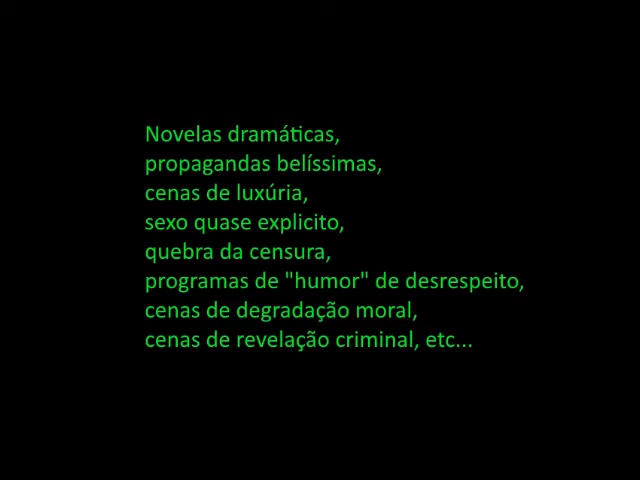 Novelas dramáticas,
propagandas belíssimas,
cenas de luxúria,
sexo quase explicito,
quebra da censura,
programas de "humor" de desrespeito,
cenas de degradação moral,
cenas de revelação criminal, etc...